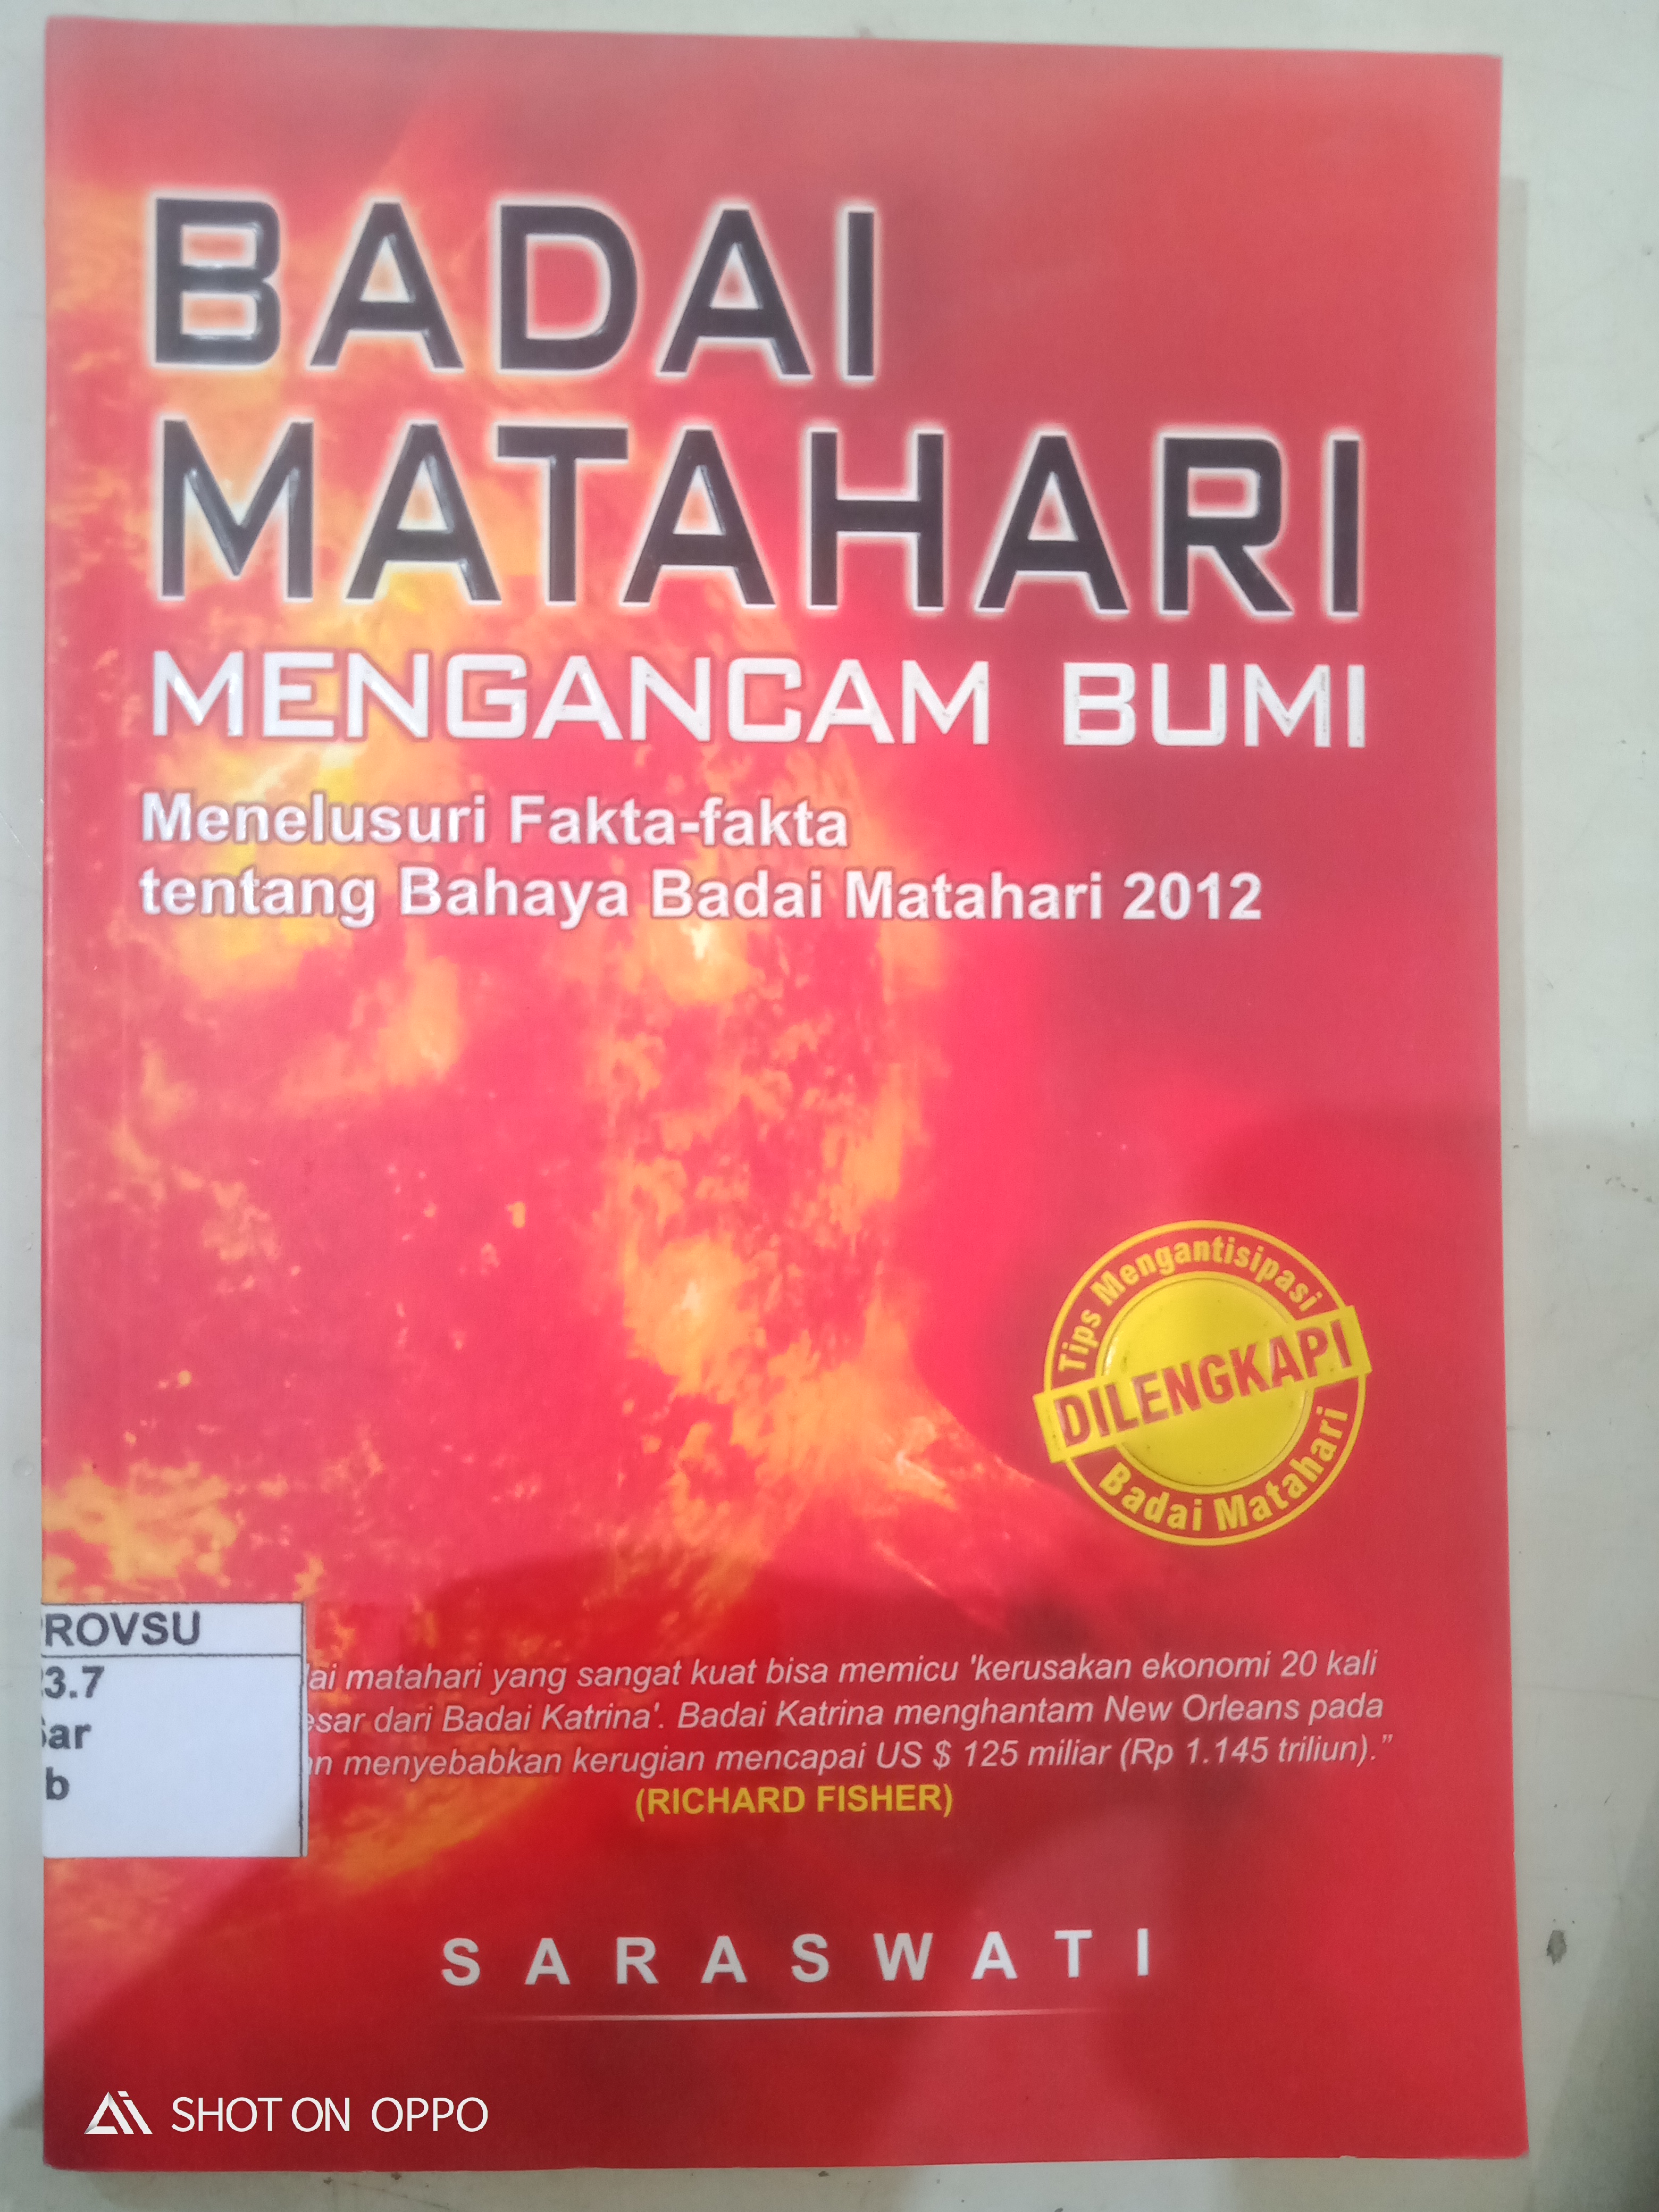 BADAI
MATAHARI
MENGANCAM BUMI
Menelusuri Fakta-fakta
tentang Bahaya Badai Matahari 2012
Tips Mengantisipasi
DILENGKAPI
Badai Matahari
ROVSU
3.7
ar
b
matahari yang sangat kuat bisa memicu 'kerusakan ekonomi 20 kali
dari Badai Katrina'. Badai Katrina menghantam New Orleans pada
menyebabkan kerugian mencapai US $ 125 miliar (Rp 1.145 triliun).”
(RICHARD FISHER)
SARASWATI
SHOT ON OPPO